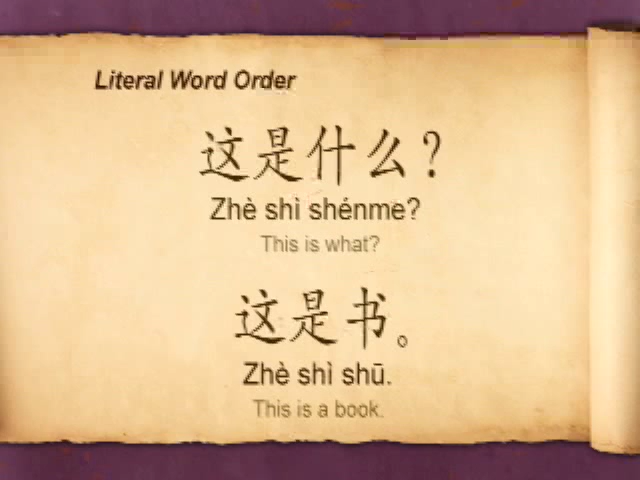 Literal Word Order
这是什么？
Zhè shì shénme?
This is what?
这是书。
Zhè shì shū.
This is a book.